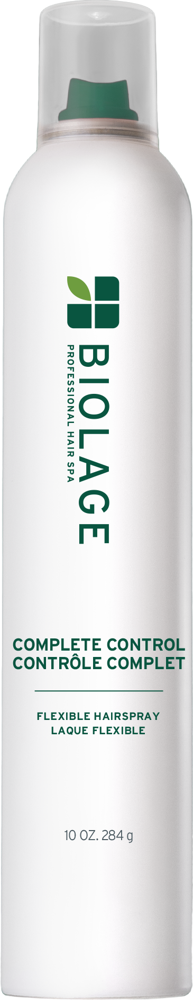 BIOLAGE
PROFESSIONAL HAIR SPA
COMPLETE CONTROL
CONTRÔLE COMPLET
FLEXIBLE HAIRSPRAY
LAQUE FLEXIBLE
10 OZ. 284 g